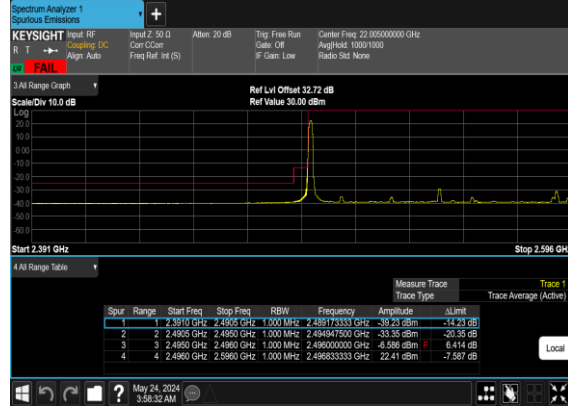 Spectrum Analyzer 1
Spurious Emissions
KEYSIGHT Input: RF Input Z: 50 Ω Atten: 20 dB Trig: Free Run Center Freq: 22.005000000 GHz
R T Coupling: DC Corr CCorr Gate: Off Avg|Hold: 1000/1000
Align: Auto Freq Ref: Int (S) IF Gain: Low Radio Std: None
FAIL
3 All Range Graph
Ref Lvl Offset 32.72 dB
Scale/Div 10.0 dB Ref Value 30.00 dBm
Log
20.0
10.0
0.00
-10.0
-20.0
-30.0
-40.0
-50.0
-60.0
Start 2.391 GHz Stop 2.596 GH
4 All Range Table
Measure Trace Trace 1
Trace Type Trace Average (Active)
Spur Range Start Freq Stop Freq RBW Frequency Amplitude ΔLimit
1 1 2.3910 GHz 2.4905 GHz 1.000 MHz 2.489173333 GHz -39.23 dBm -14.23 dB
2 2 2.4905 GHz 2.4950 GHz 1.000 MHz 2.494947500 GHz -33.35 dBm -20.35 dB
3 3 2.4950 GHz 2.4960 GHz 1.000 MHz 2.496000000 GHz -6.586 dBm F 6.414 dB
4 4 2.4960 GHz 2.5960 GHz 1.000 MHz 2.496833333 GHz 22.41 dBm -7.587 dB
Local
May 24, 2024
3:58:32 AM